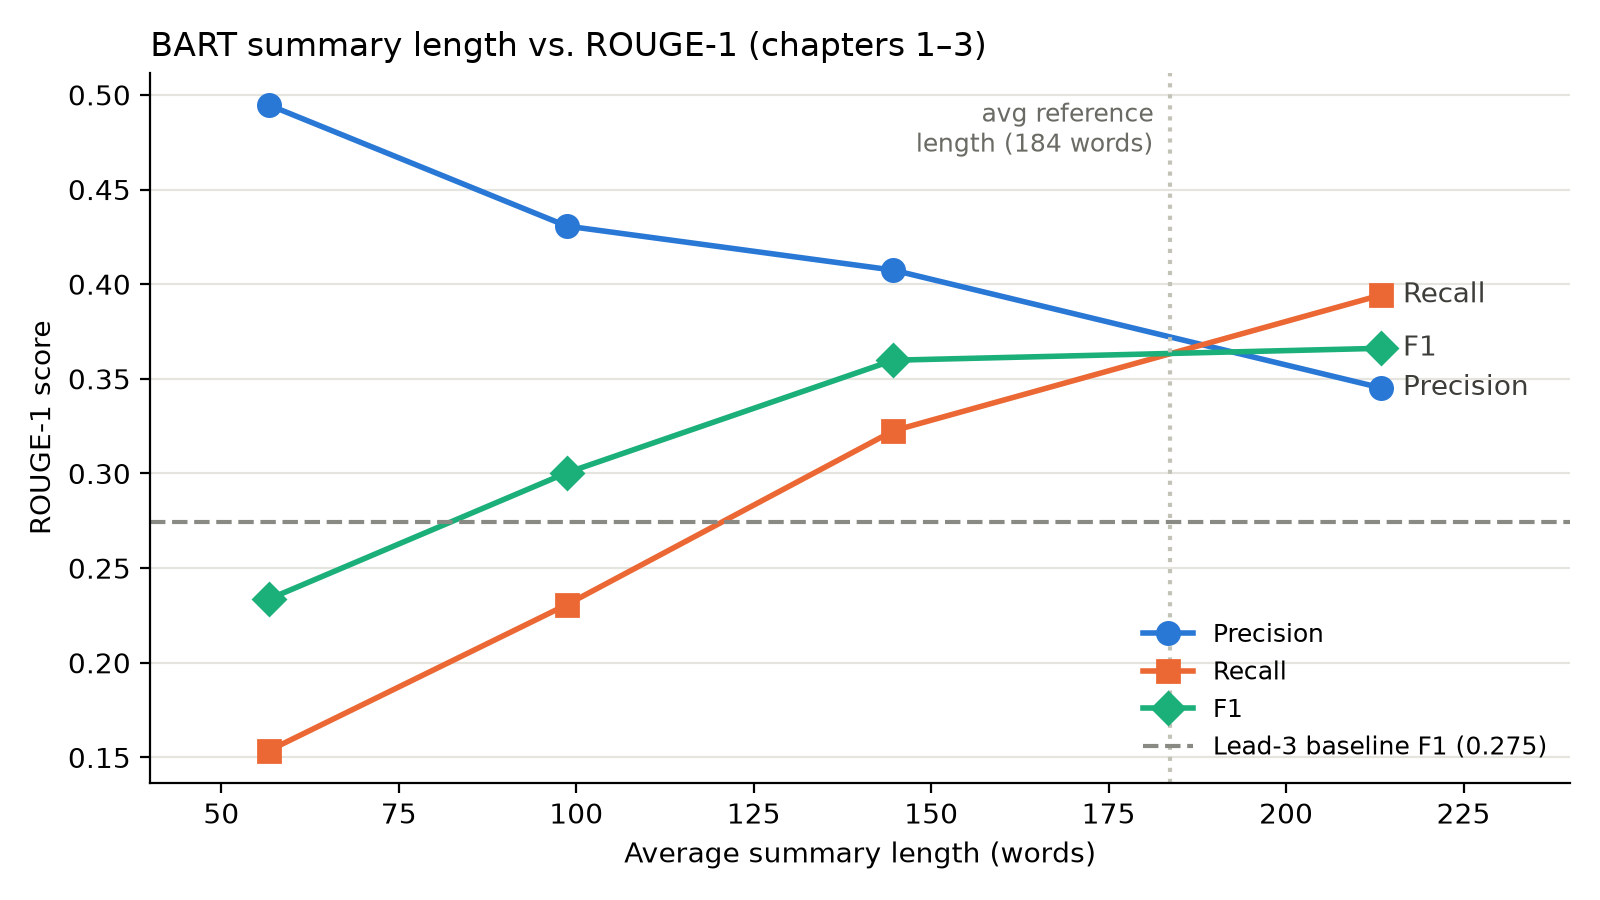 BART summary length vs. ROUGE-1 (chapters 1–3)
avg reference
length (184 words)
0.50
0.45
0.40
0.35
0.30
0.25
0.20
0.15
ROUGE-1 score
Recall
F1
Precision
Precision
Recall
F1
Lead-3 baseline F1 (0.275)
50
75
100
125
150
175
200
225
Average summary length (words)